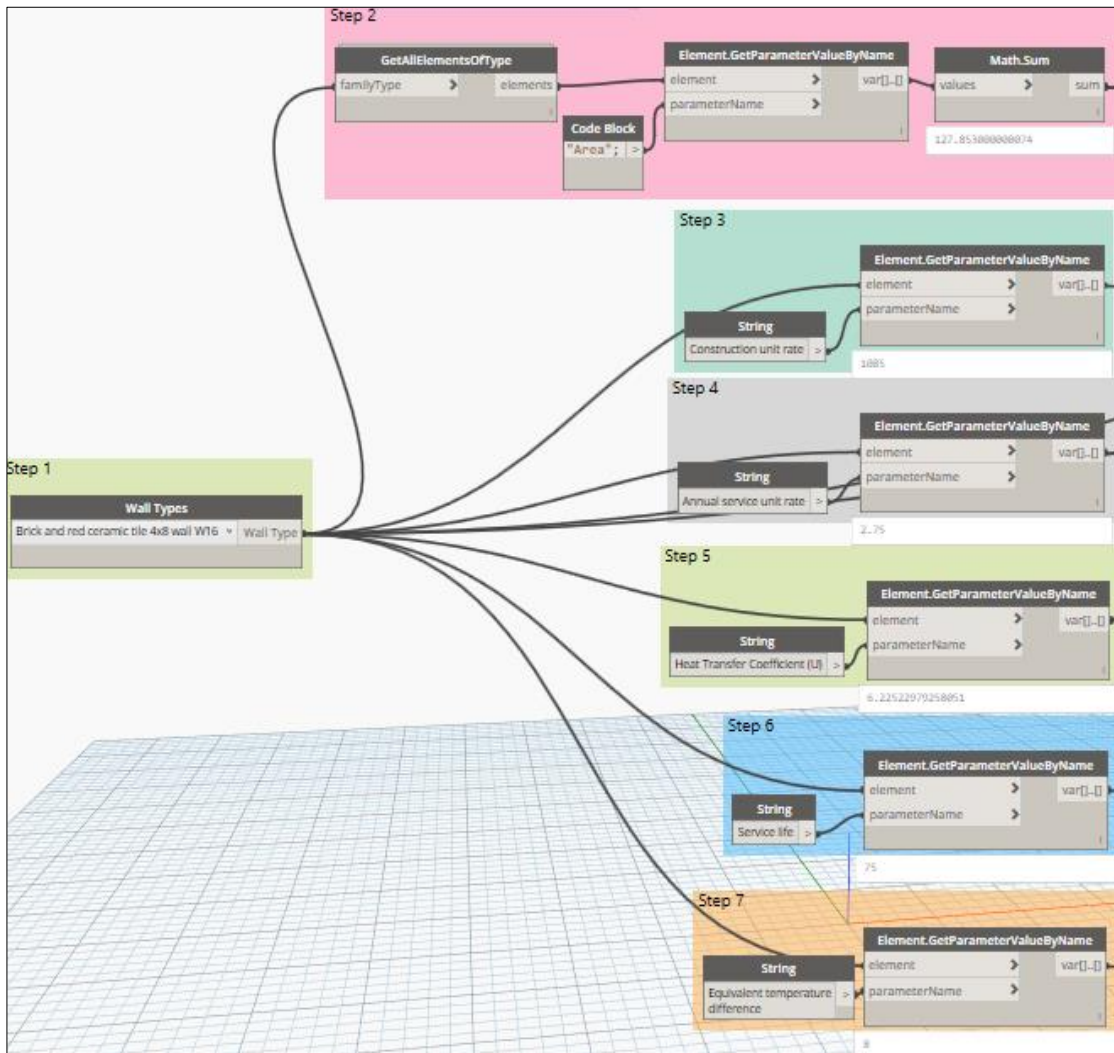 Step 2
GetAllElementsOfType
familyType > elements
Code Block
"Area"; >
Element.GetParameterValueByName
element > var[]..[]
parameterName >
Math.Sum
values > sum
127.853000000074
Step 3
Element.GetParameterValueByName
element > var[]..[]
parameterName >
String
Construction unit rate >
1085
Step 4
Element.GetParameterValueByName
element > var[]..[]
parameterName >
String
Annual service unit rate >
2.75
Step 1
Wall Types
Brick and red ceramic tile 4x8 wall W16 Wall Type
Step 5
Element.GetParameterValueByName
element > var[]..[]
parameterName >
String
Heat Transfer Coefficient (U) >
6.22522979258051
Step 6
Element.GetParameterValueByName
element > var[]..[]
parameterName >
String
Service life >
75
Step 7
Element.GetParameterValueByName
element > var[]..[]
parameterName >
String
Equivalent temperature >
difference
8